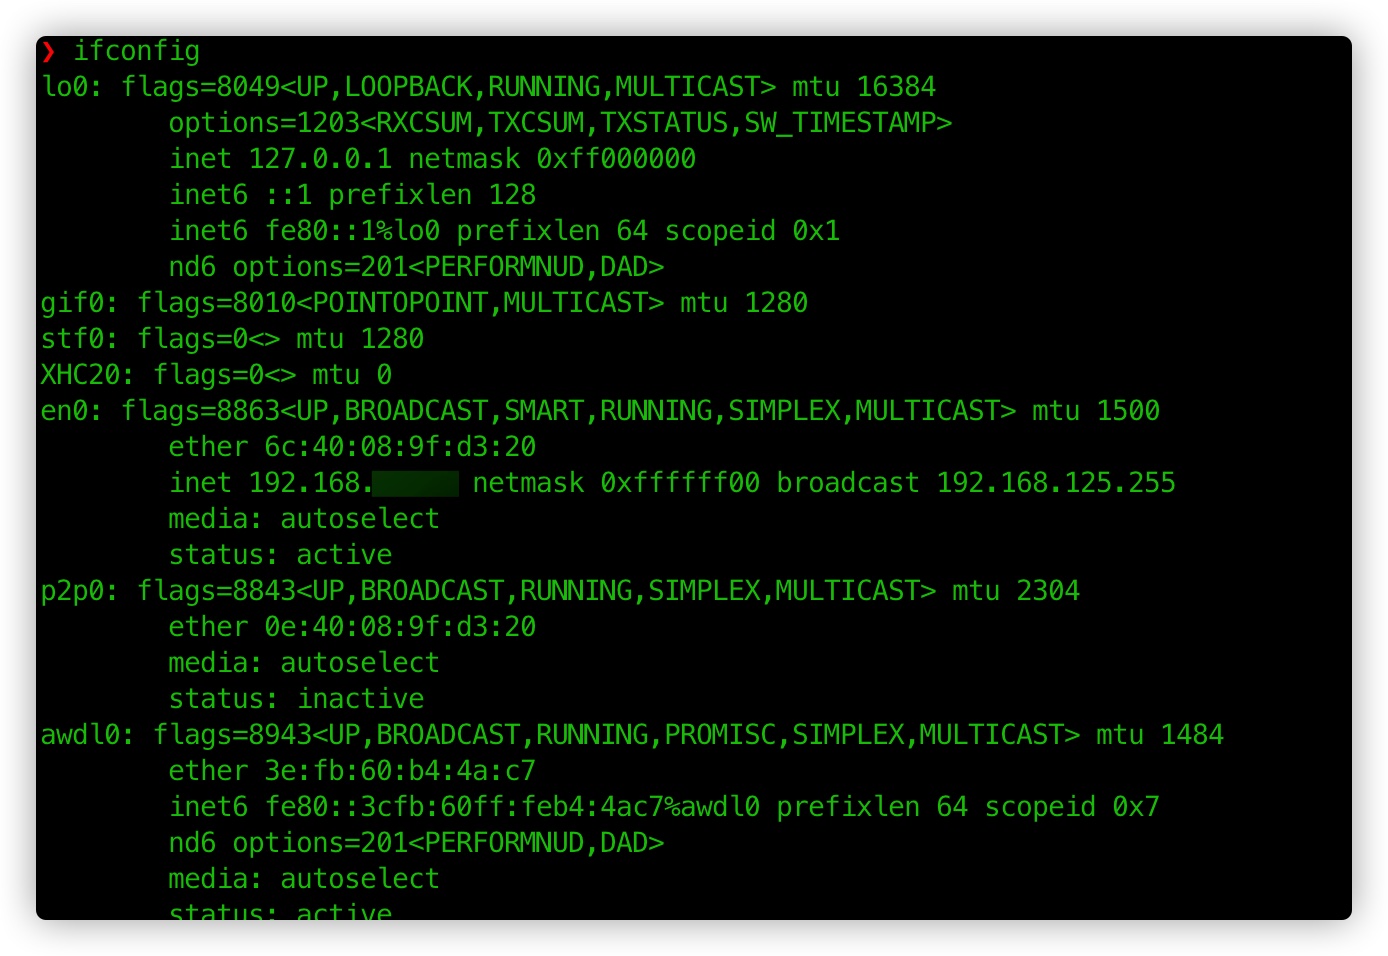 ❯ ifconfig
lo0: flags=8049<UP,LOOPBACK,RUNNING,MULTICAST> mtu 16384
options=1203<RXCSUM,TXCSUM,TXSTATUS,SW_TIMESTAMP>
inet 127.0.0.1 netmask 0xff000000
inet6 ::1 prefixlen 128
inet6 fe80::1%lo0 prefixlen 64 scopeid 0x1
nd6 options=201<PERFORMNUD,DAD>
gif0: flags=8010<POINTOPOINT,MULTICAST> mtu 1280
stf0: flags=0<> mtu 1280
XHC20: flags=0<> mtu 0
en0: flags=8863<UP,BROADCAST,SMART,RUNNING,SIMPLEX,MULTICAST> mtu 1500
ether 6c:40:08:9f:d3:20
inet 192.168. netmask 0xffffff00 broadcast 192.168.125.255
media: autoselect
status: active
p2p0: flags=8843<UP,BROADCAST,RUNNING,SIMPLEX,MULTICAST> mtu 2304
ether 0e:40:08:9f:d3:20
media: autoselect
status: inactive
awdl0: flags=8943<UP,BROADCAST,RUNNING,PROMISC,SIMPLEX,MULTICAST> mtu 1484
ether 3e:fb:60:b4:4a:c7
inet6 fe80::3cfb:60ff:feb4:4ac7%awdl0 prefixlen 64 scopeid 0x7
nd6 options=201<PERFORMNUD,DAD>
media: autoselect
status: active